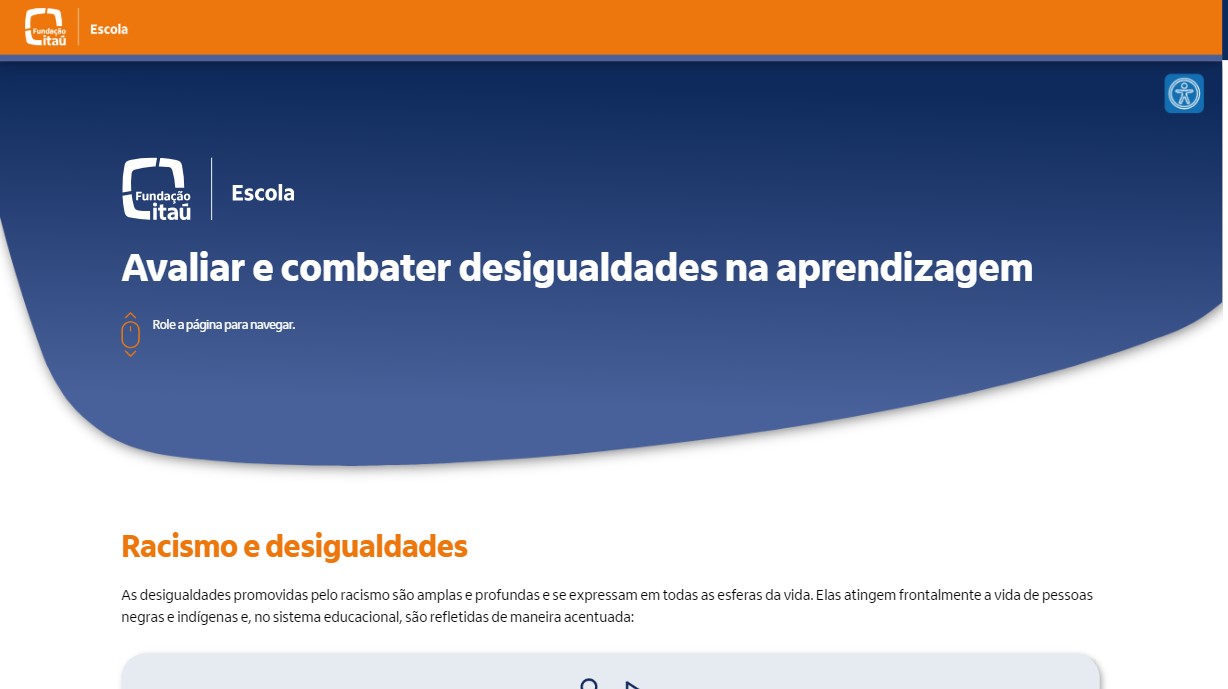 Fundação
itaú
Escola
Fundação
itaú
Escola
Avaliar e combater desigualdades na aprendizagem
Role a página para navegar.
Racismo e desigualdades
As desigualdades promovidas pelo racismo são amplas e profundas e se expressam em todas as esferas da vida. Elas atingem frontalmente a vida de pessoas
negras e indígenas e, no sistema educacional, são refletidas de maneira acentuada: